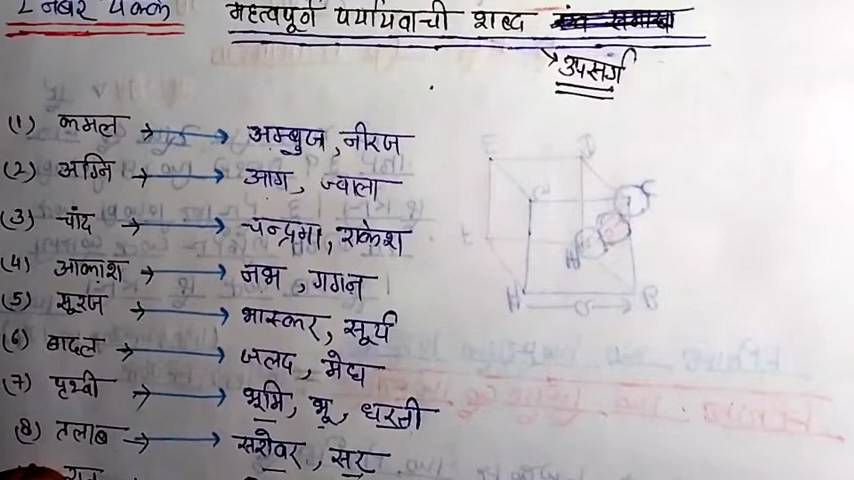 2 नंबर पक्के महत्वपूर्ण पर्यायवाची शब्द
उपसर्ग
(1) कमल → अम्बुज, नीरज
(2) अग्नि → आग, ज्वाला
(3) चाँद → चन्द्रमा, राकेश
(4) आकाश → नभ, गगन
(5) सूरज → भास्कर, सूर्य
(6) बादल → जलद, मेघ
(7) पृथ्वी → भूमि, भू, धरती
(8) तलाब → सरोवर, सर